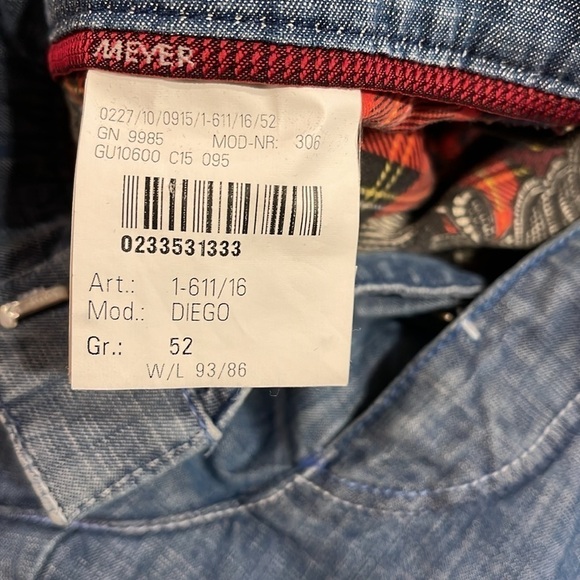 MEYER
0227/10/0915/1-611/16/52
GN 9985 MOD-NR: 306
GU10600 C15 095
0233531333
Art.: 1-611/16
Mod.: DIEGO
Gr.: 52
W/L 93/86